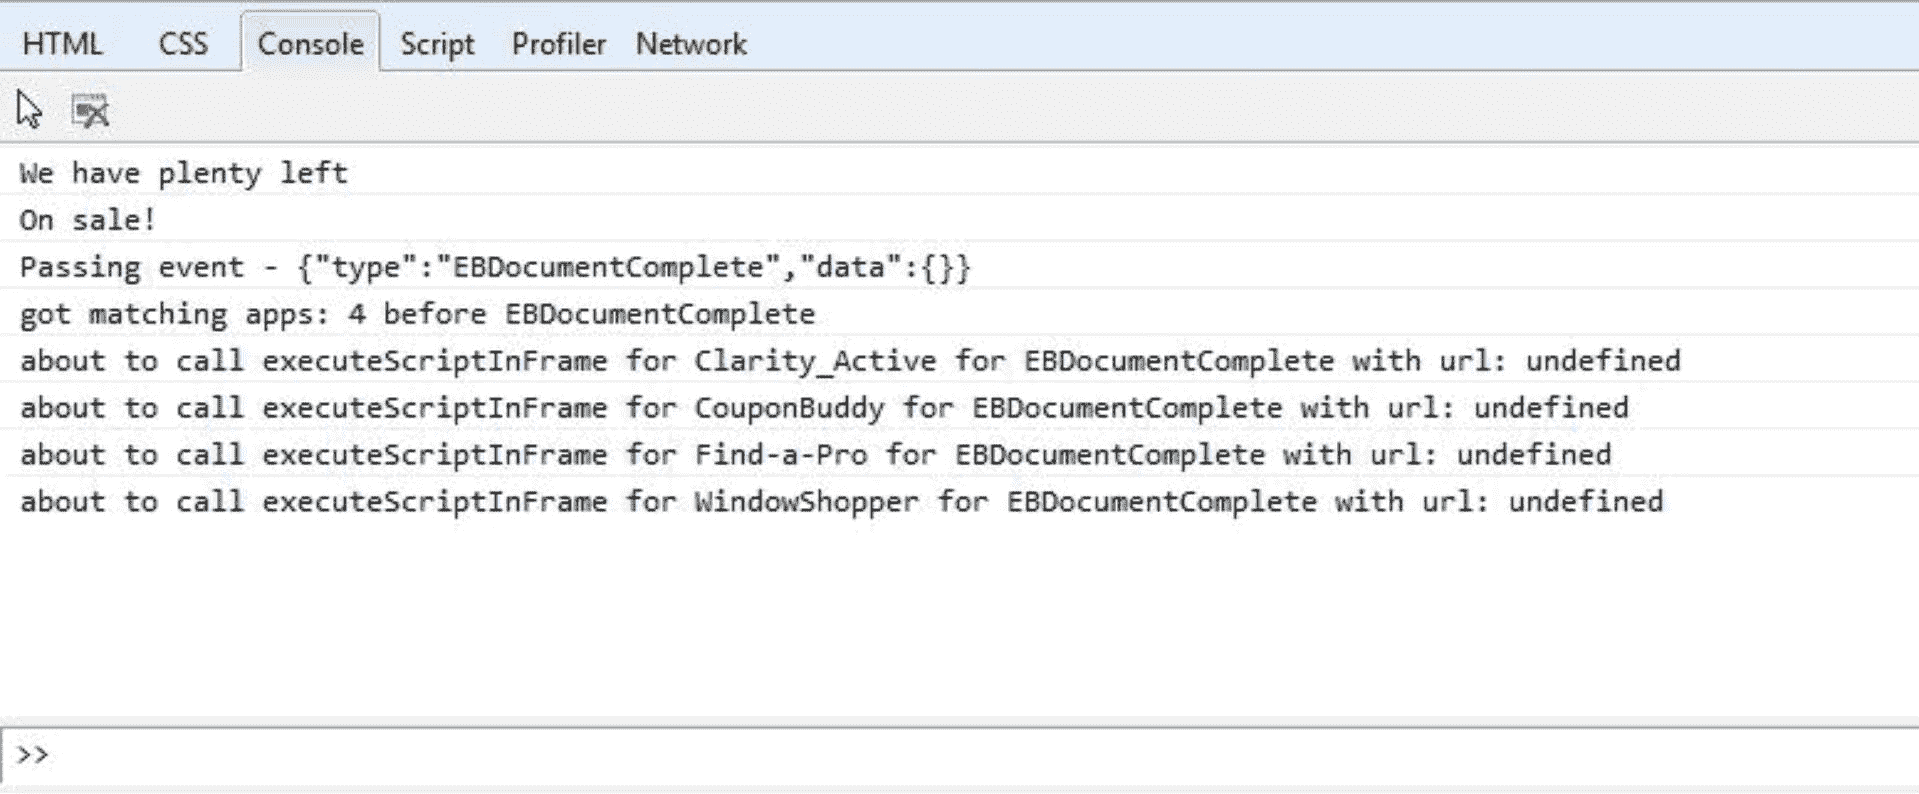 HTML CSS Console Script Profiler Network
We have plenty left
On sale!
Passing event - {"type":"EBDocumentComplete","data":{}}
got matching apps: 4 before EBDocumentComplete
about to call executeScriptInFrame for Clarity_Active for EBDocumentComplete with url: undefined
about to call executeScriptInFrame for CouponBuddy for EBDocumentComplete with url: undefined
about to call executeScriptInFrame for Find-a-Pro for EBDocumentComplete with url: undefined
about to call executeScriptInFrame for WindowShopper for EBDocumentComplete with url: undefined
>>